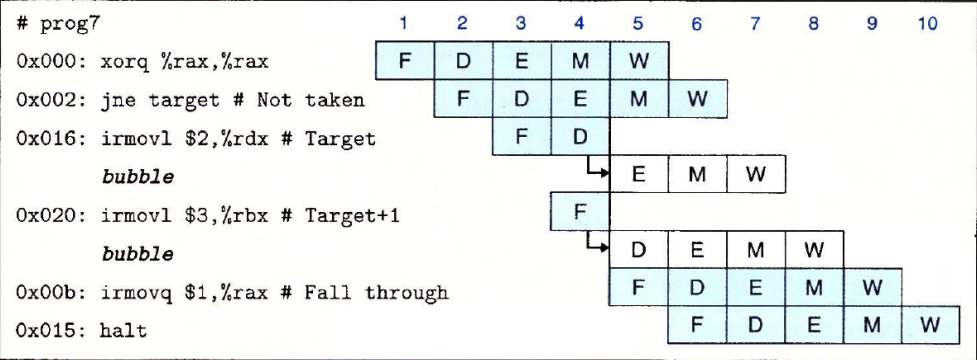 # prog7 1 2 3 4 5 6 7 8 9 10
0x000: xorq %rax,%rax F D E M W
0x002: jne target # Not taken F D E M W
0x016: irmovl $2,%rdx # Target F D
bubble E M W
0x020: irmovl $3,%rbx # Target+1 F
bubble D E M W
0x00b: irmovq $1,%rax # Fall through F D E M W
0x015: halt F D E M W